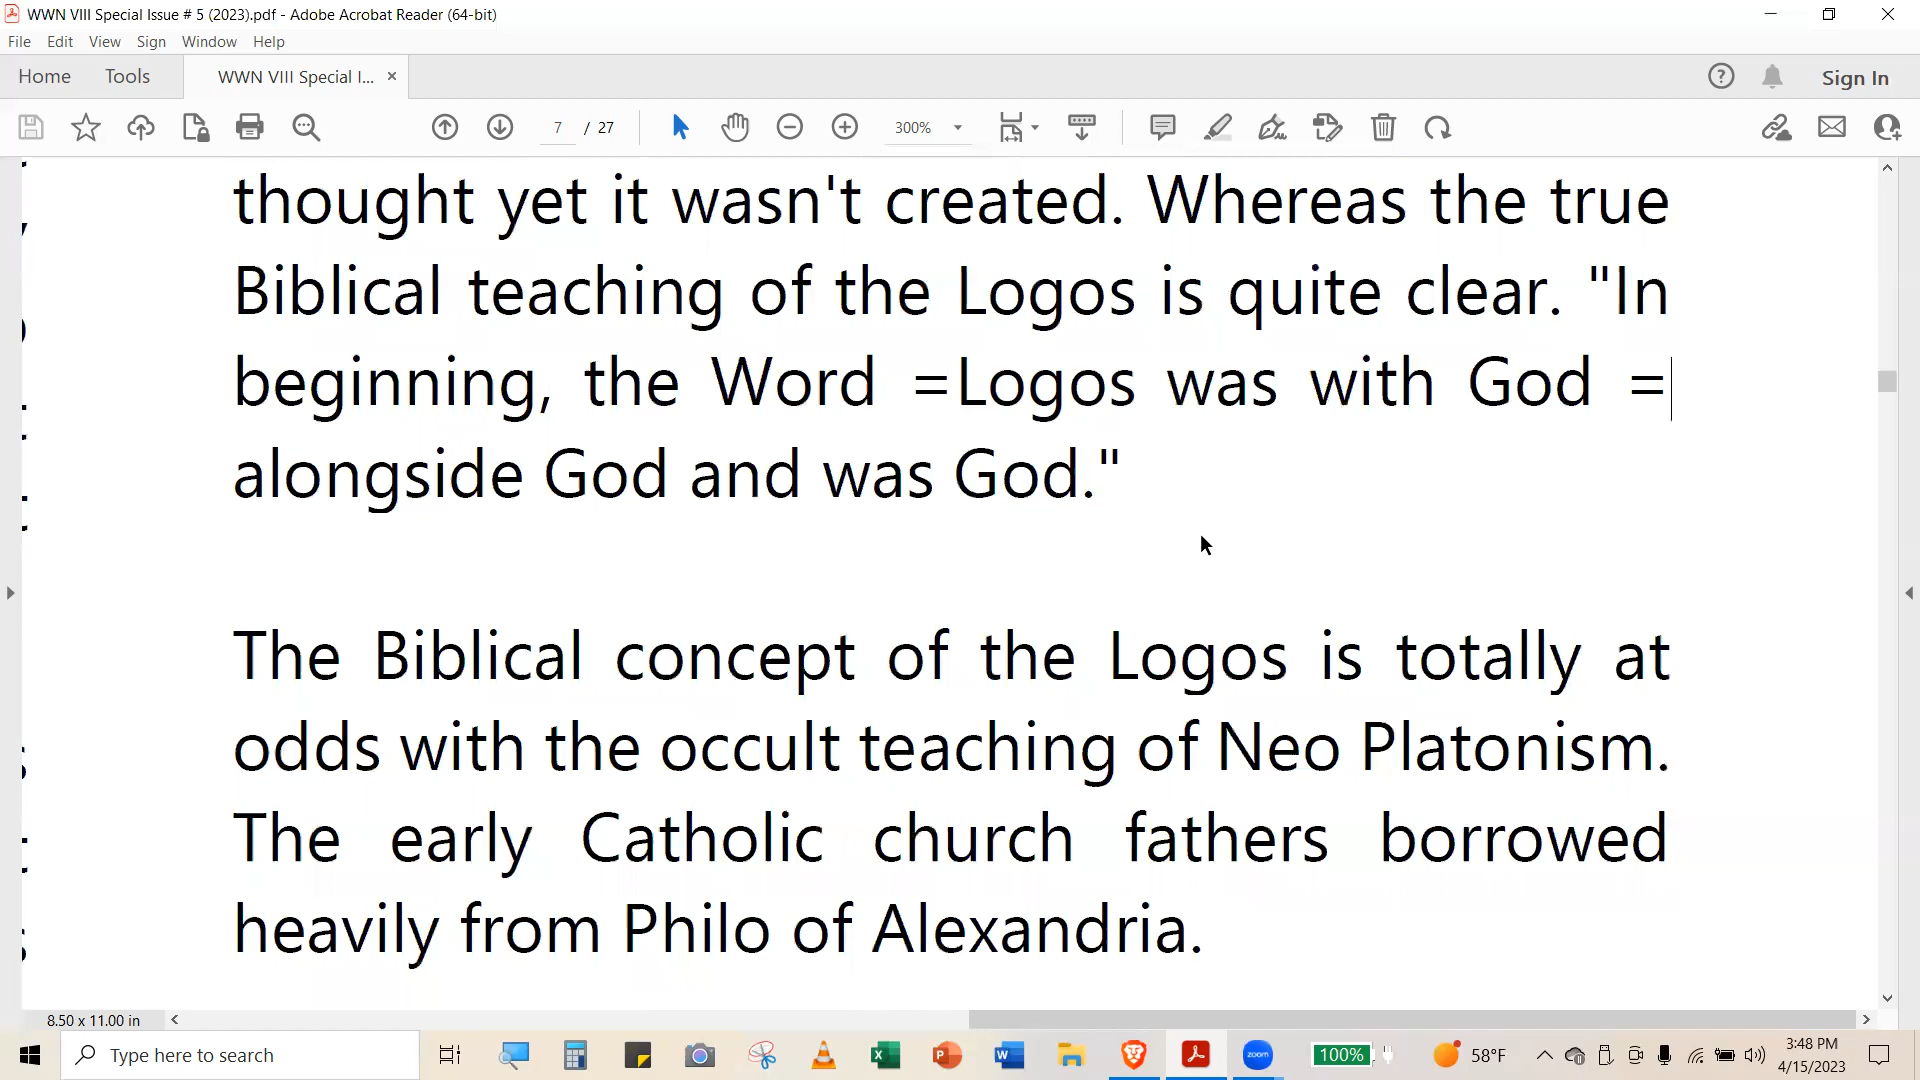 WWN VIII Special Issue # 5 (2023).pdf - Adobe Acrobat Reader (64-bit)
File Edit View Sign Window Help
Home Tools WWN VIII Special I... × Sign In
7 / 27 300%
thought yet it wasn't created. Whereas the true
Biblical teaching of the Logos is quite clear. "In
beginning, the Word =Logos was with God =
alongside God and was God."
The Biblical concept of the Logos is totally at
odds with the occult teaching of Neo Platonism.
The early Catholic church fathers borrowed
heavily from Philo of Alexandria.
8.50 x 11.00 in
Type here to search zoom 100% 58°F 3:48 PM
4/15/2023